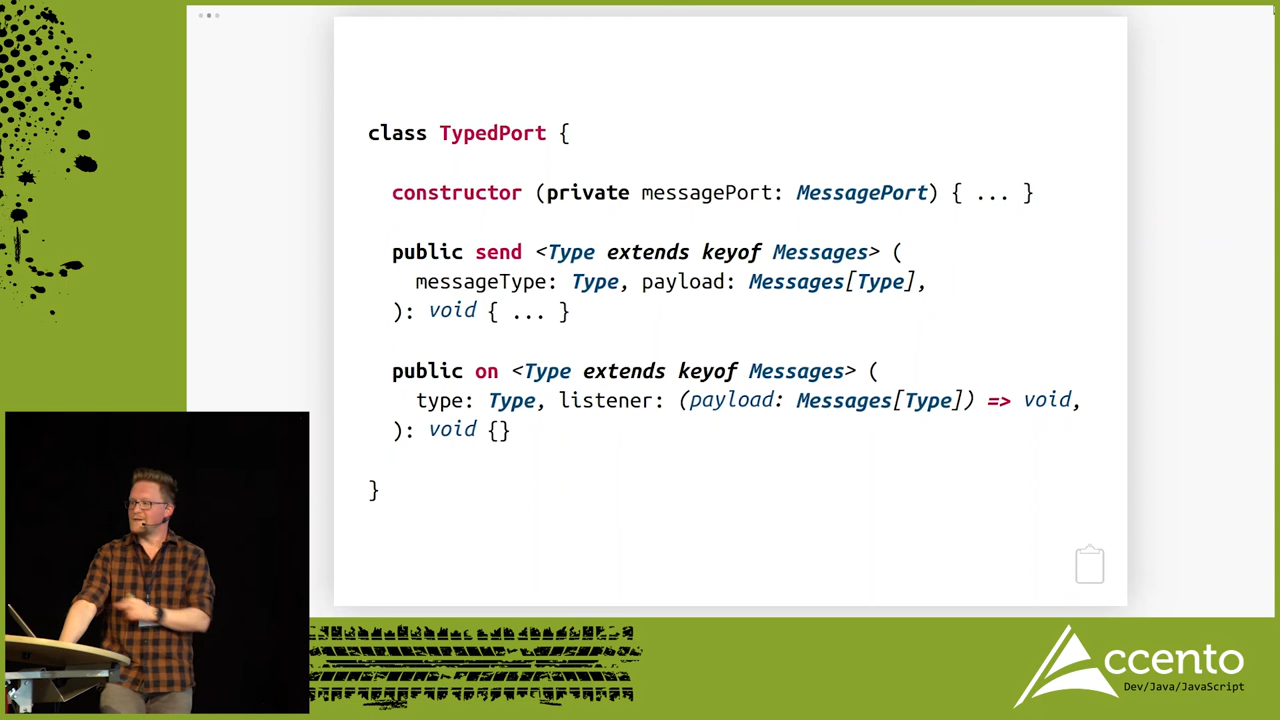 class TypedPort {
constructor (private messagePort: MessagePort) { ... }
public send <Type extends keyof Messages> (
messageType: Type, payload: Messages[Type],
): void { ... }
public on <Type extends keyof Messages> (
type: Type, listener: (payload: Messages[Type]) => void,
): void {}
}
Accento
Dev/Java/JavaScript